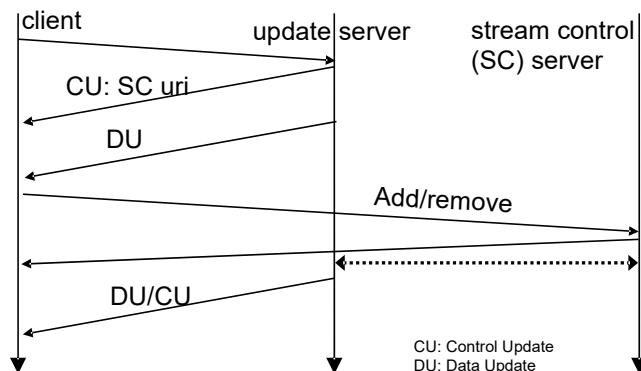 client
update server
stream control
(SC) server
CU: SC uri
DU
Add/remove
DU/CU
CU: Control Update
DU: Data Update